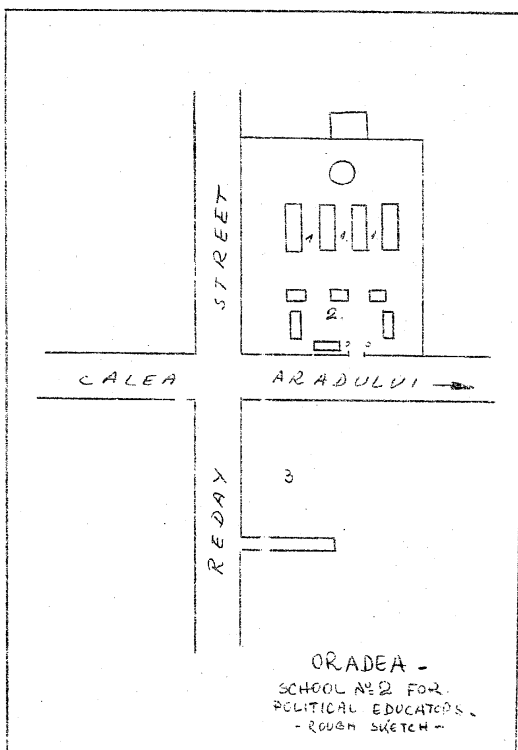 STREET
1 1. 1
2.
CALEA ARADULUI
REDAY
3
ORADEA -
SCHOOL Nº 2 FOR
POLITICAL EDUCATORS.
- ROUGH SKETCH -